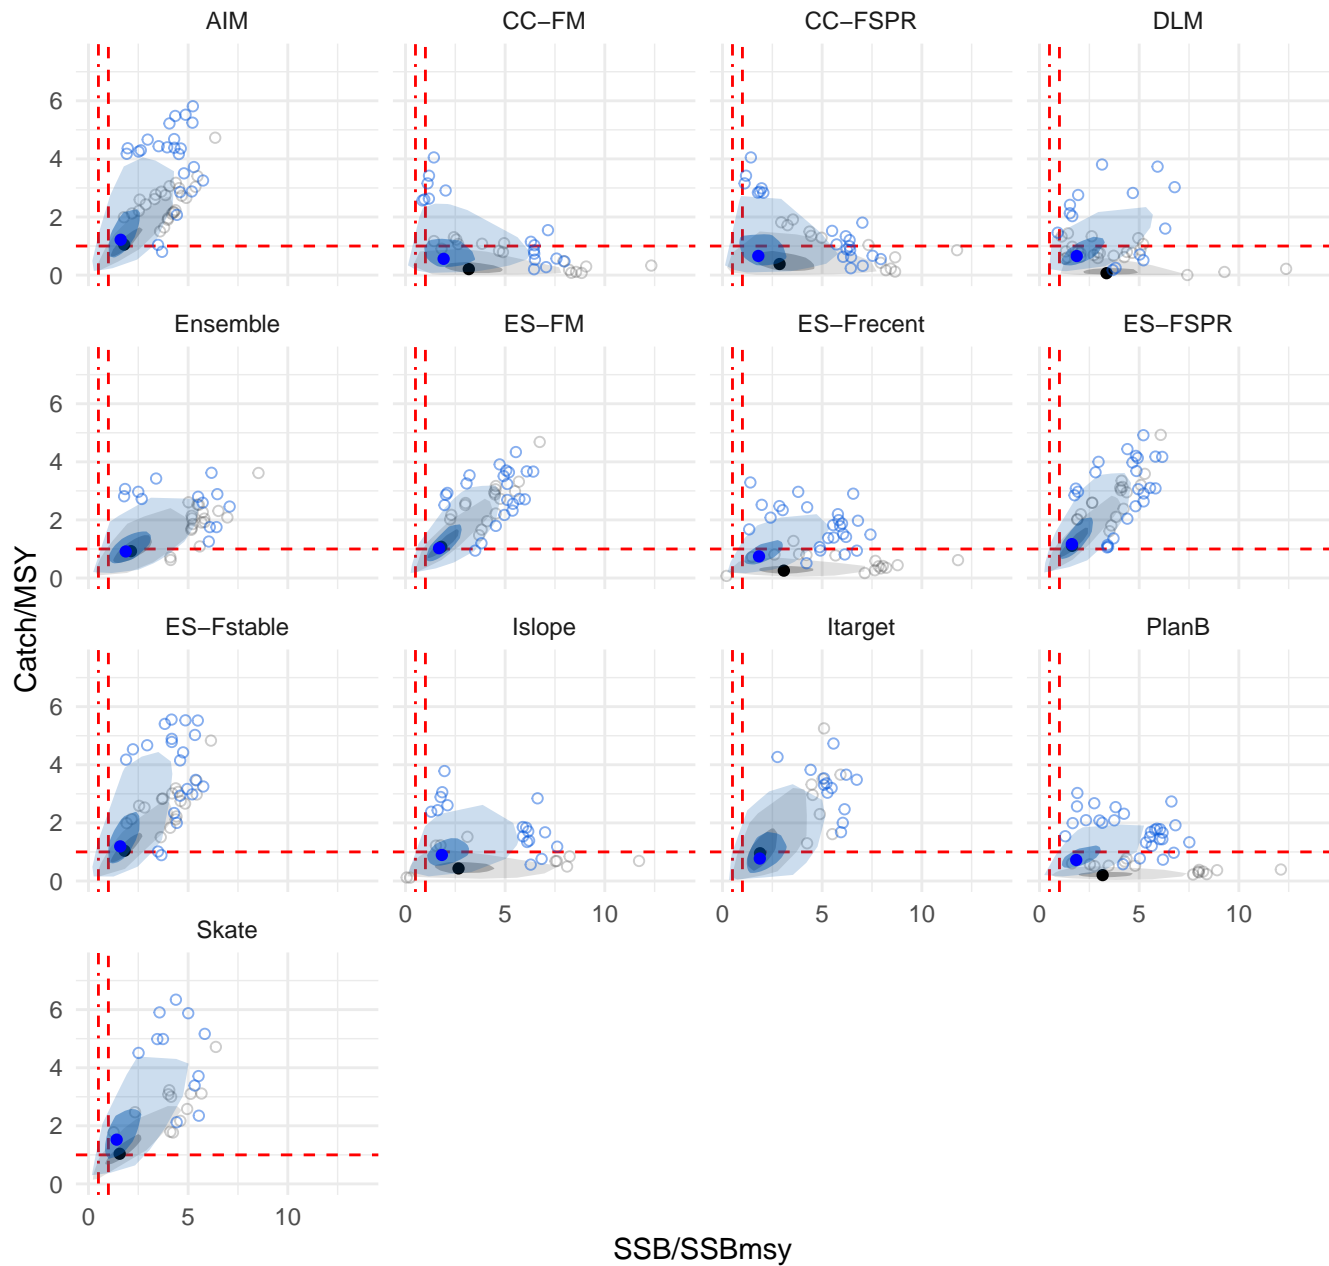 AIM CC−FM CC−FSPR DLM
6
4
2
0
Ensemble ES−FM ES−Frecent ES−FSPR
6
4
2
0
ES−Fstable Islope Itarget PlanB
6
4
2
0
0 5 10 0 5 10 0 5 10
Skate
6
4
2
0
0 5 10
Catch/MSY
SSB/SSBmsy